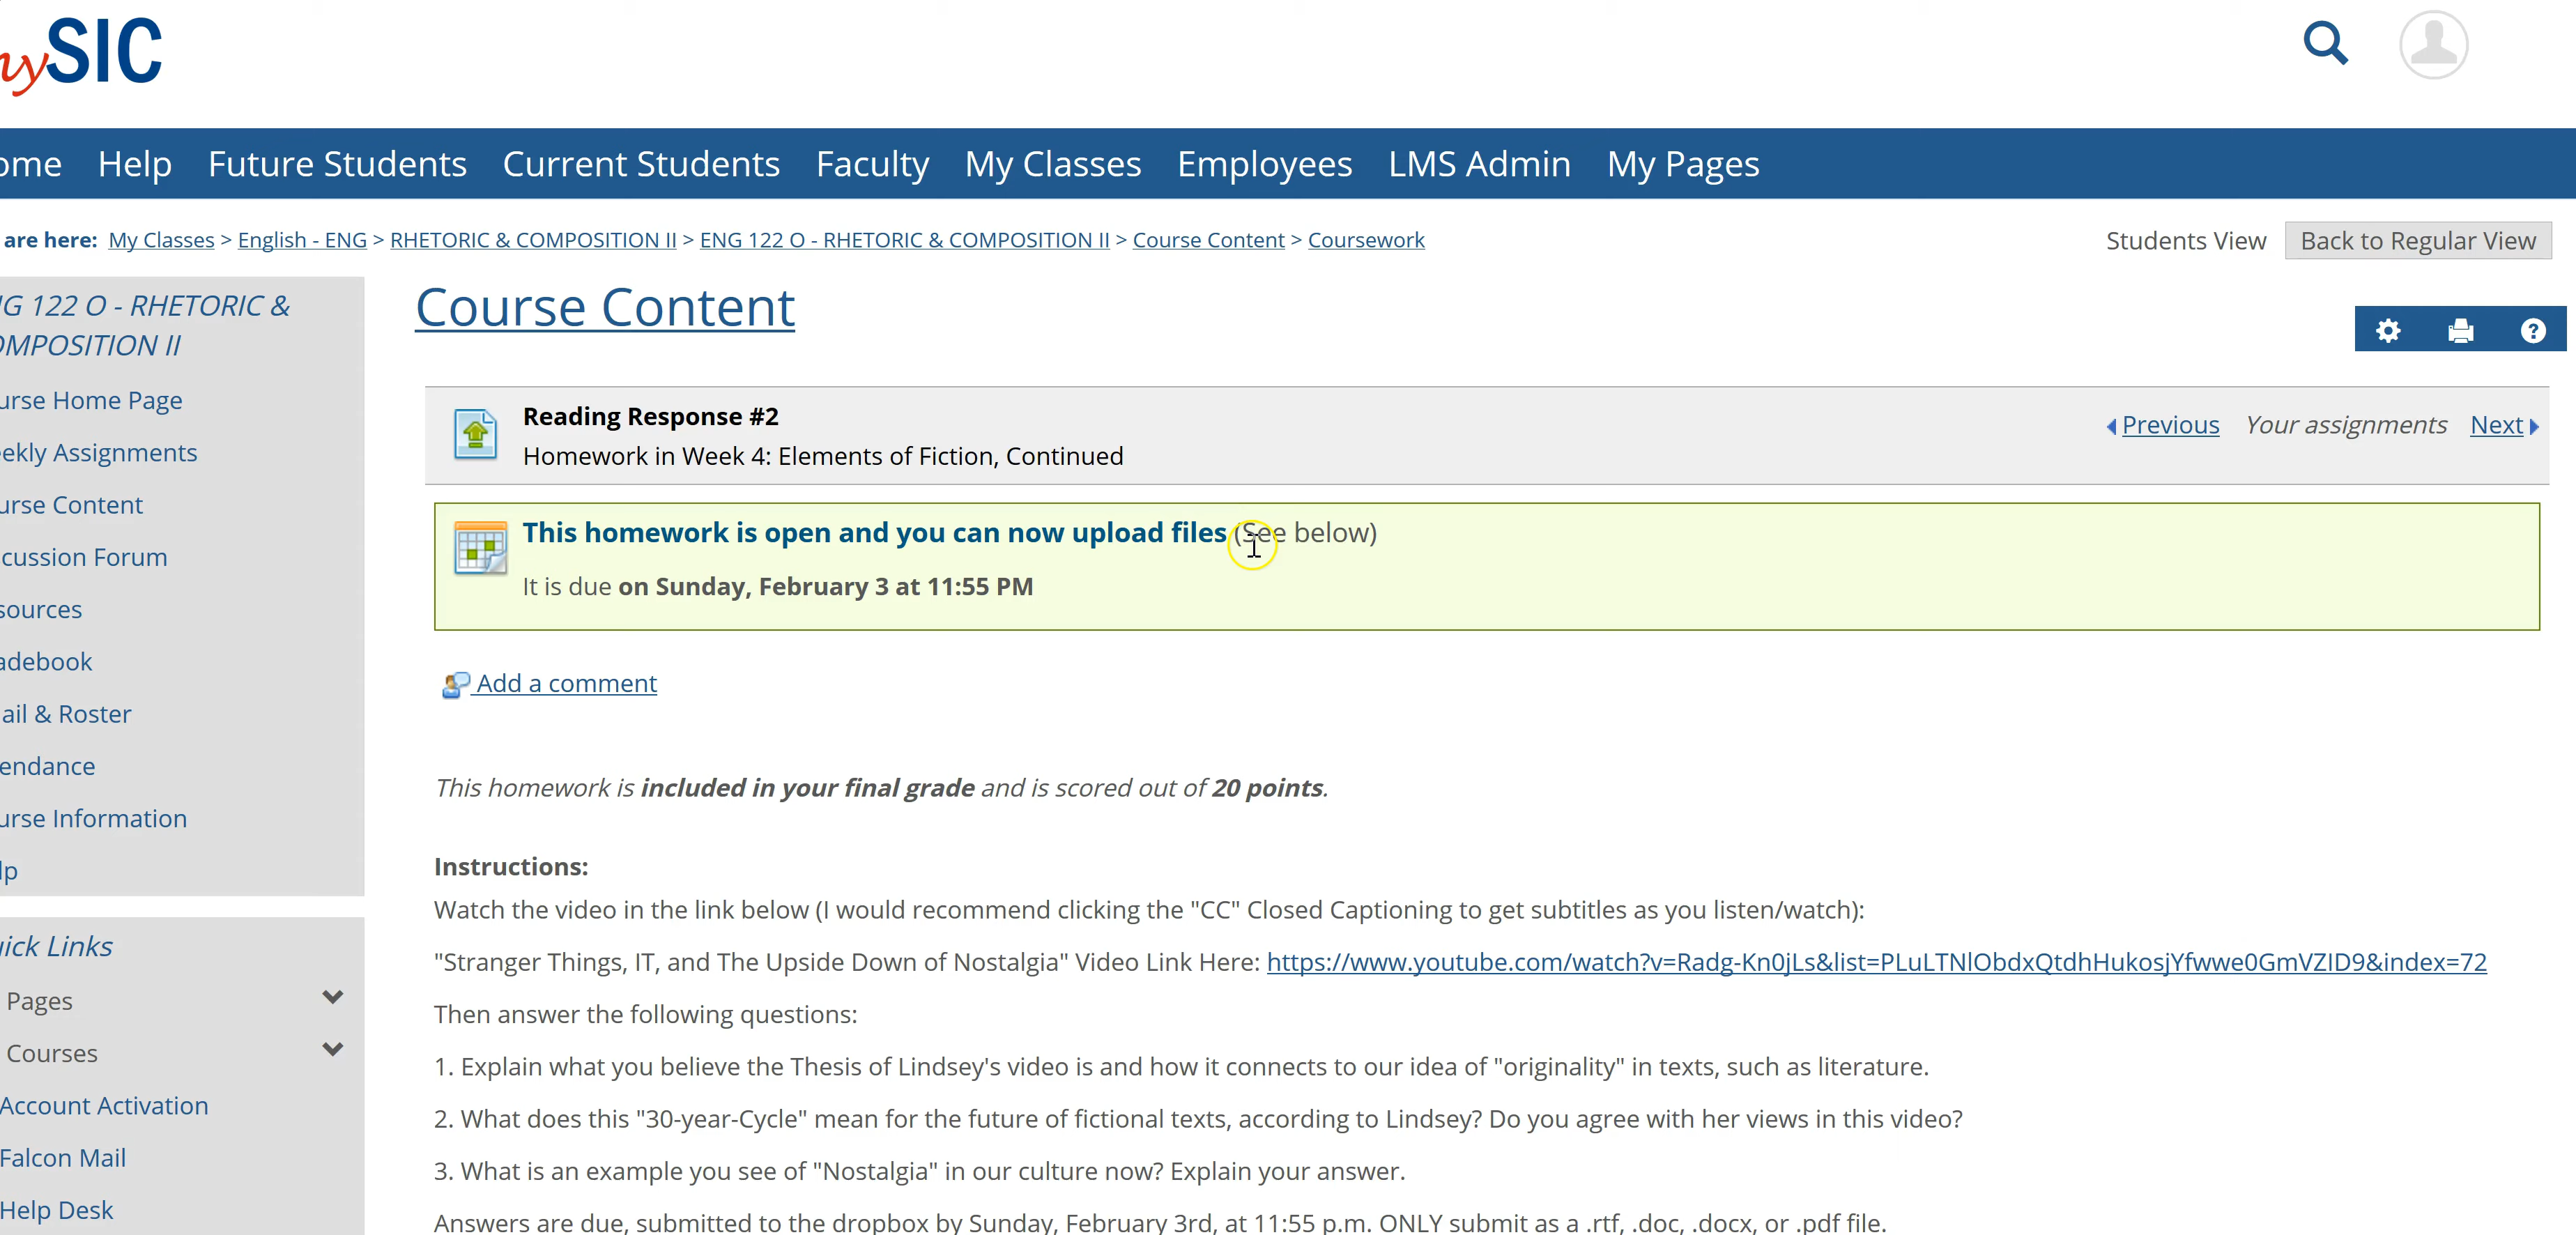 mySIC
ome Help Future Students Current Students Faculty My Classes Employees LMS Admin My Pages
are here: My Classes > English - ENG > RHETORIC & COMPOSITION II > ENG 122 O - RHETORIC & COMPOSITION II > Course Content > Coursework
Students View Back to Regular View
G 122 O - RHETORIC &
OMPOSITION II
urse Home Page
ekly Assignments
urse Content
cussion Forum
sources
adebook
ail & Roster
endance
urse Information
lp
ick Links
Pages
Courses
Account Activation
Falcon Mail
Help Desk
Course Content
Reading Response #2
Homework in Week 4: Elements of Fiction, Continued
Previous Your assignments Next
This homework is open and you can now upload files (See below)
It is due on Sunday, February 3 at 11:55 PM
Add a comment
This homework is included in your final grade and is scored out of 20 points.
Instructions:
Watch the video in the link below (I would recommend clicking the "CC" Closed Captioning to get subtitles as you listen/watch):
"Stranger Things, IT, and The Upside Down of Nostalgia" Video Link Here: https://www.youtube.com/watch?v=Radg-Kn0jLs&list=PLuLTNlObdxQtdhHukosjYfwwe0GmVZID9&index=72
Then answer the following questions:
1. Explain what you believe the Thesis of Lindsey's video is and how it connects to our idea of "originality" in texts, such as literature.
2. What does this "30-year-Cycle" mean for the future of fictional texts, according to Lindsey? Do you agree with her views in this video?
3. What is an example you see of "Nostalgia" in our culture now? Explain your answer.
Answers are due, submitted to the dropbox by Sunday, February 3rd, at 11:55 p.m. ONLY submit as a .rtf, .doc, .docx, or .pdf file.